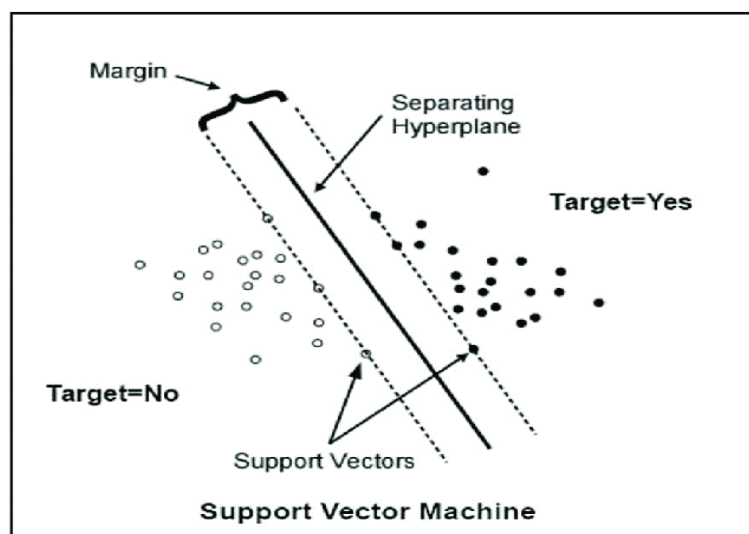 Margin
Separating
Hyperplane
Target=Yes
Target=No
Support Vectors
Support Vector Machine